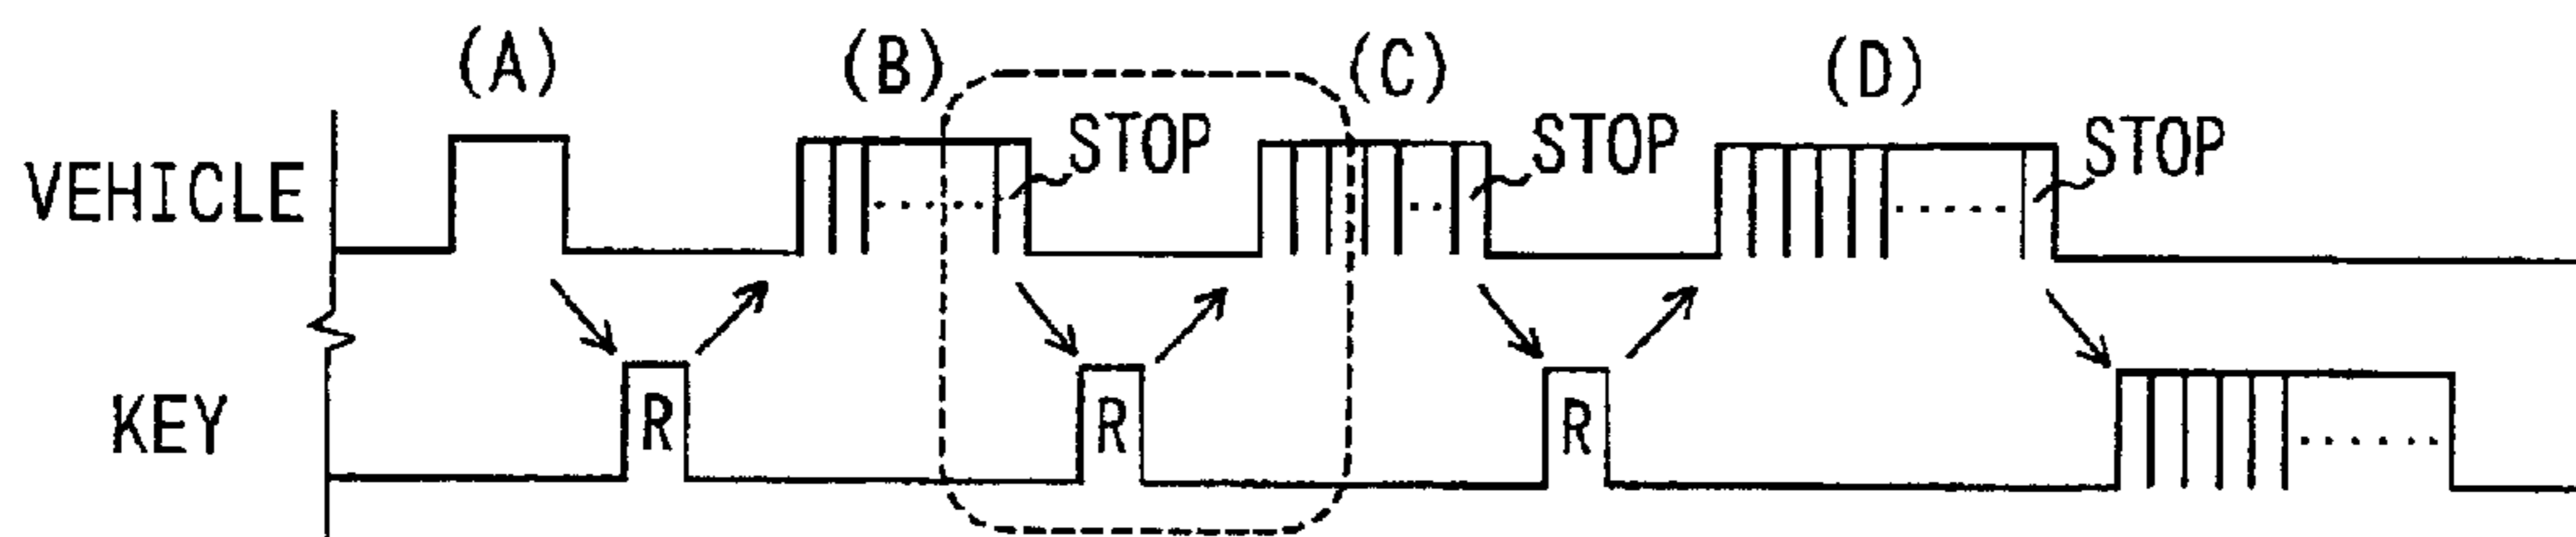 (A) (B) (C) (D)
STOP STOP STOP
VEHICLE
KEY R R R